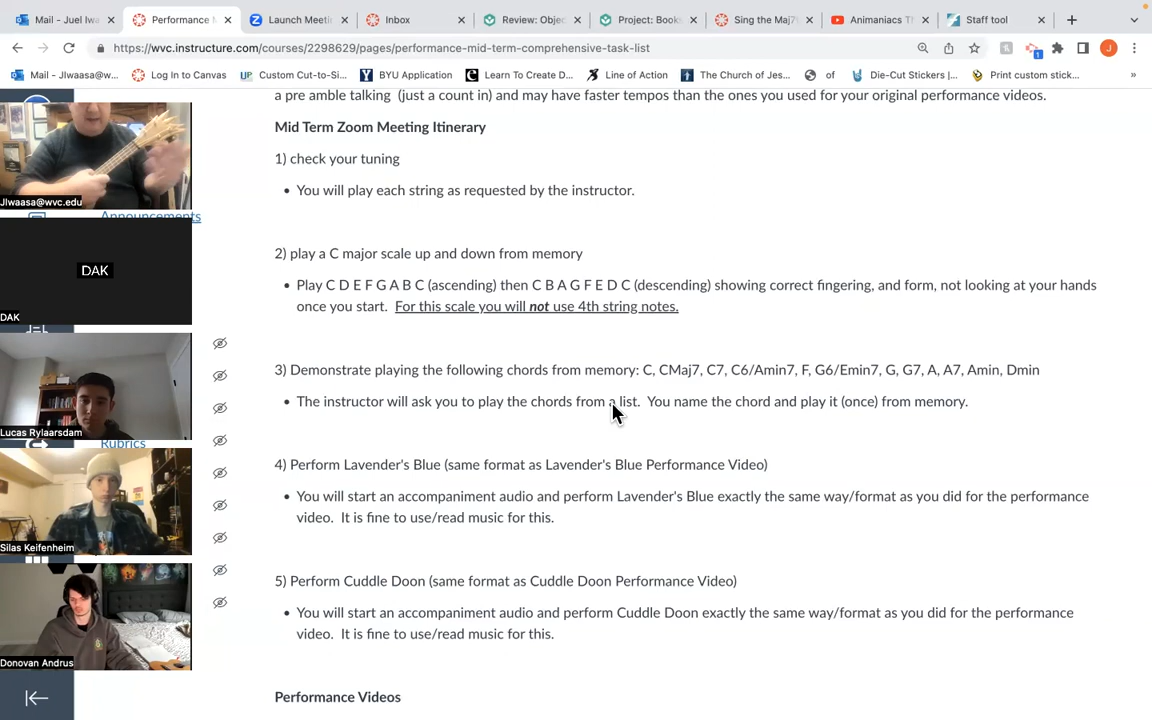 Mail - Juel Iwaa
Performance M
Launch Meeti
Inbox
Review: Objec
Project: Books
Sing the Maj7
Animaniacs Th
Staff tool
https://wvc.instructure.com/courses/2298629/pages/performance-mid-term-comprehensive-task-list
J
1
Mail - Jlwaasa@w...
Log In to Canvas
UP Custom Cut-to-Si...
BYU Application
Learn To Create D...
Line of Action
The Church of Jes...
of
Die-Cut Stickers |...
Print custom stick...
»
a pre amble talking (just a count in) and may have faster tempos than the ones you used for your original performance videos.
Mid Term Zoom Meeting Itinerary
1) check your tuning
• You will play each string as requested by the instructor.
2) play a C major scale up and down from memory
• Play C D E F G A B C (ascending) then C B A G F E D C (descending) showing correct fingering, and form, not looking at your hands
once you start. For this scale you will not use 4th string notes.
3) Demonstrate playing the following chords from memory: C, CMaj7, C7, C6/Amin7, F, G6/Emin7, G, G7, A, A7, Amin, Dmin
• The instructor will ask you to play the chords from a list. You name the chord and play it (once) from memory.
4) Perform Lavender's Blue (same format as Lavender's Blue Performance Video)
• You will start an accompaniment audio and perform Lavender's Blue exactly the same way/format as you did for the performance
video. It is fine to use/read music for this.
5) Perform Cuddle Doon (same format as Cuddle Doon Performance Video)
• You will start an accompaniment audio and perform Cuddle Doon exactly the same way/format as you did for the performance
video. It is fine to use/read music for this.
Performance Videos
Jlwaasa@wvc.edu
Announcements
DAK
DAK
Lucas Rylaarsdam
Rubrics
Silas Keifenheim
Donovan Andrus